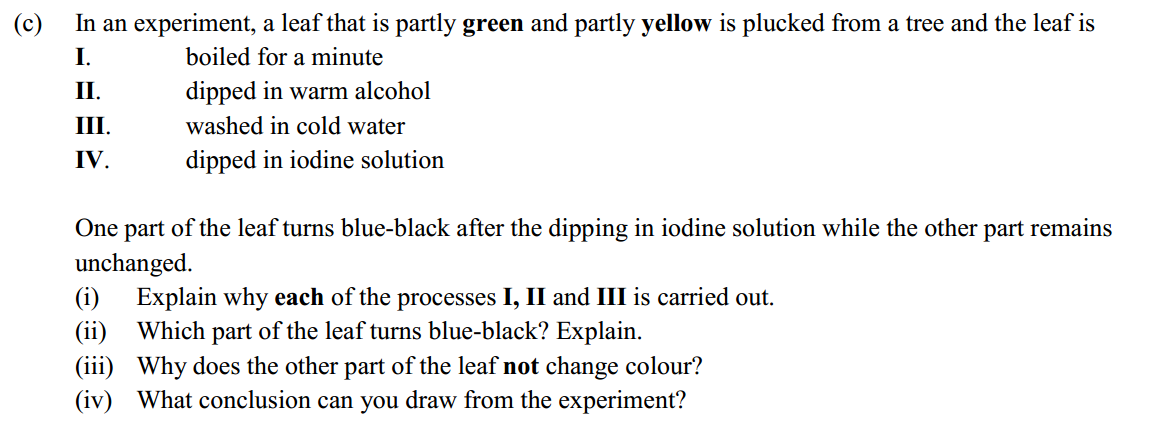 (c) In an experiment, a leaf that is partly green and partly yellow is plucked from a tree and the leaf is
I. boiled for a minute
II. dipped in warm alcohol
III. washed in cold water
IV. dipped in iodine solution
One part of the leaf turns blue-black after the dipping in iodine solution while the other part remains
unchanged.
(i) Explain why each of the processes I, II and III is carried out.
(ii) Which part of the leaf turns blue-black? Explain.
(iii) Why does the other part of the leaf not change colour?
(iv) What conclusion can you draw from the experiment?